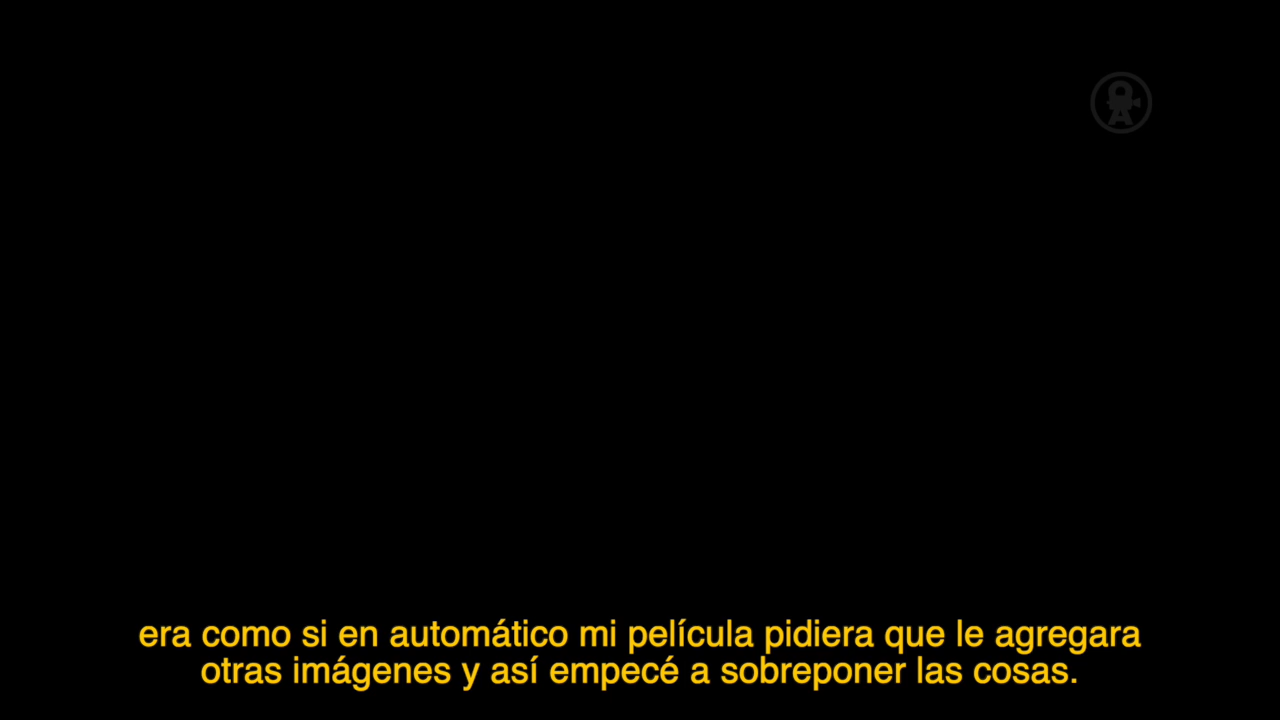 era como si en automático mi película pidiera que le agregara
otras imágenes y así empecé a sobreponer las cosas.